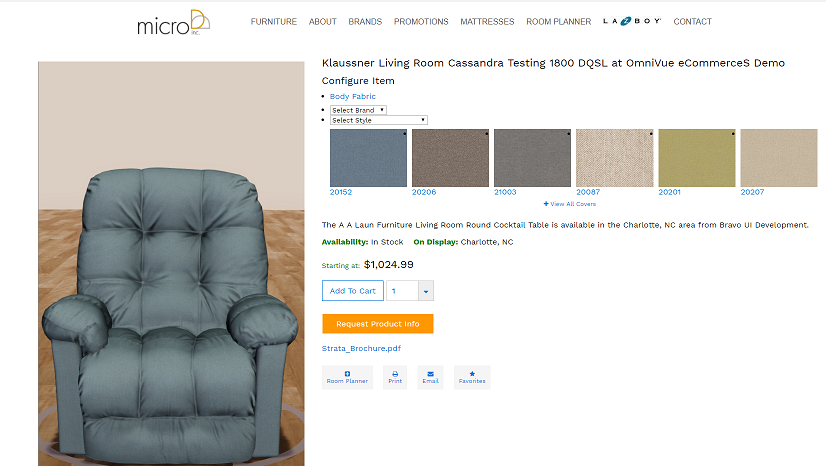 micro D inc.
FURNITURE ABOUT BRANDS PROMOTIONS MATTRESSES ROOM PLANNER LA Z BOY CONTACT
Klaussner Living Room Cassandra Testing 1800 DQSL at OmniVue eCommerceS Demo
Configure Item
Body Fabric
Select Brand
Select Style
20152 20206 21003 20087 20201 20207
View All Covers
The A A Laun Furniture Living Room Round Cocktail Table is available in the Charlotte, NC area from Bravo UI Development.
Availability: In Stock On Display: Charlotte, NC
Starting at: $1,024.99
Add To Cart 1
Request Product Info
Strata_Brochure.pdf
Room Planner Print Email Favorites